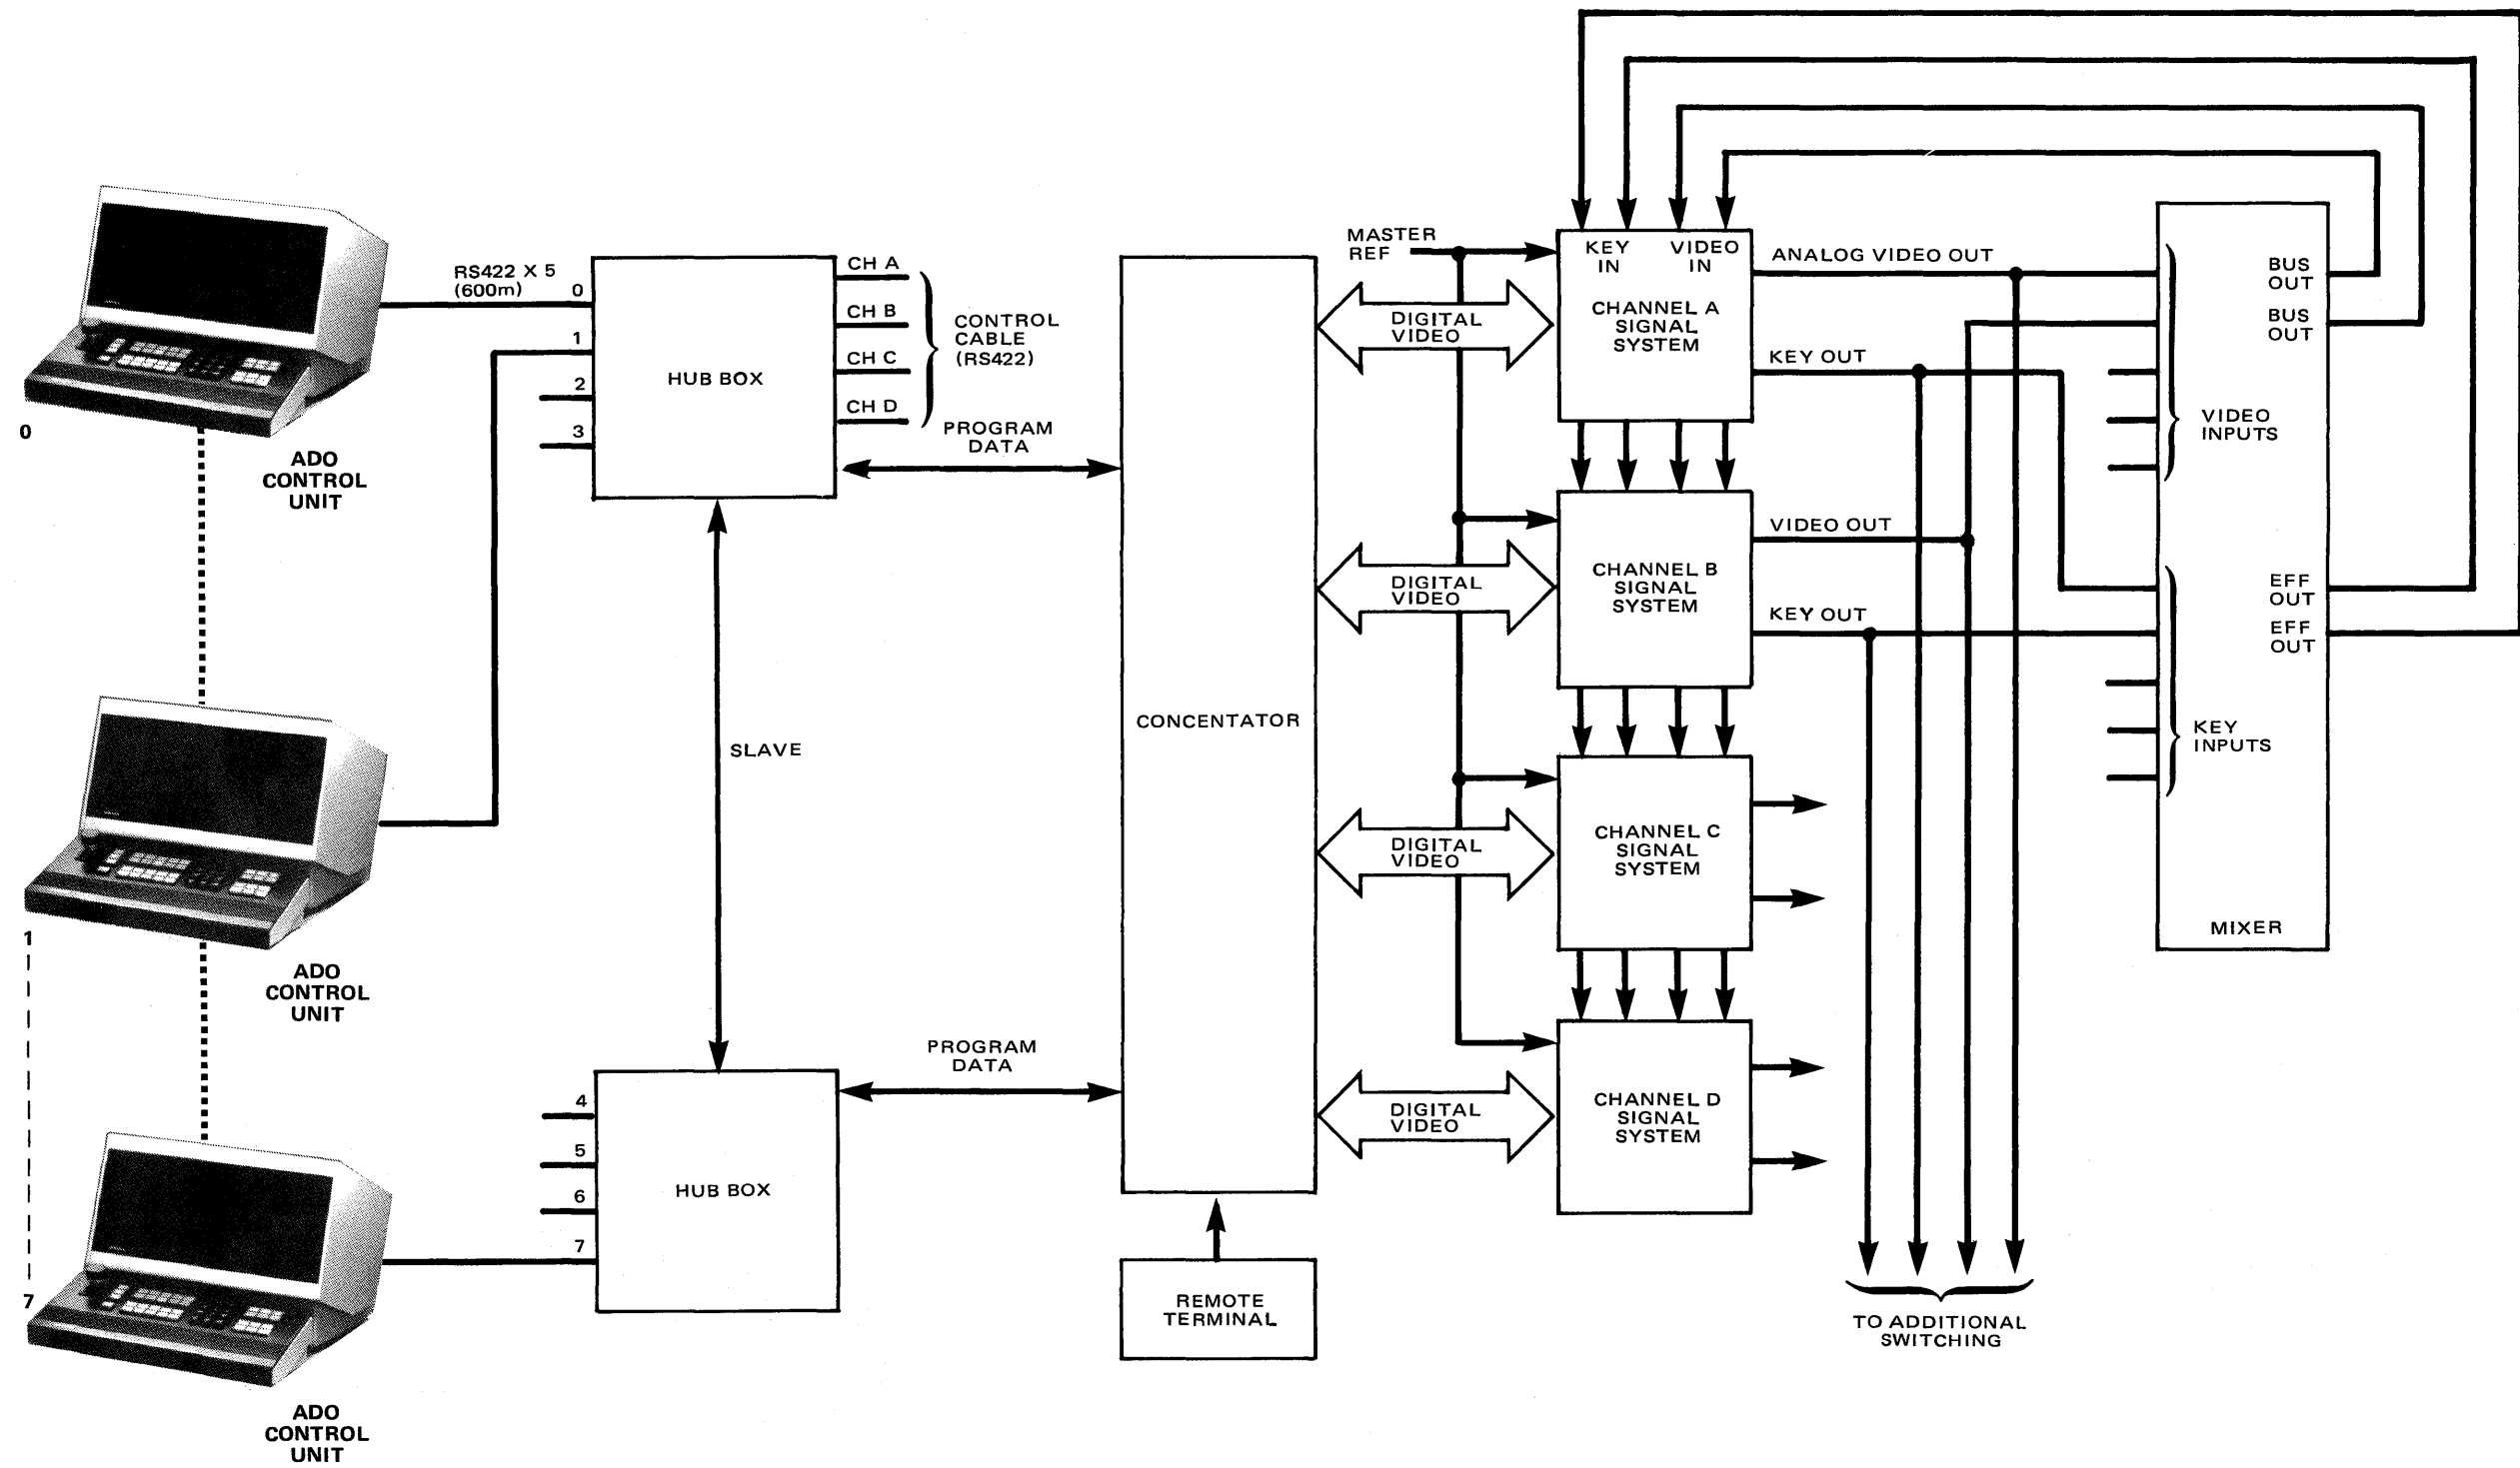 RS422 X 5
(600m)
0
1
2
3
HUB BOX
CH A
CH B
CH C
CH D
CONTROL
CABLE
(RS422)
PROGRAM
DATA
0
ADO
CONTROL
UNIT
SLAVE
1
ADO
CONTROL
UNIT
4
5
6
7
HUB BOX
PROGRAM
DATA
7
ADO
CONTROL
UNIT
CONCENTATOR
REMOTE
TERMINAL
MASTER
REF
DIGITAL
VIDEO
DIGITAL
VIDEO
DIGITAL
VIDEO
DIGITAL
VIDEO
KEY
IN
VIDEO
IN
CHANNEL A
SIGNAL
SYSTEM
ANALOG VIDEO OUT
KEY OUT
CHANNEL B
SIGNAL
SYSTEM
VIDEO OUT
KEY OUT
CHANNEL C
SIGNAL
SYSTEM
CHANNEL D
SIGNAL
SYSTEM
BUS
OUT
BUS
OUT
VIDEO
INPUTS
EFF
OUT
EFF
OUT
KEY
INPUTS
MIXER
TO ADDITIONAL
SWITCHING